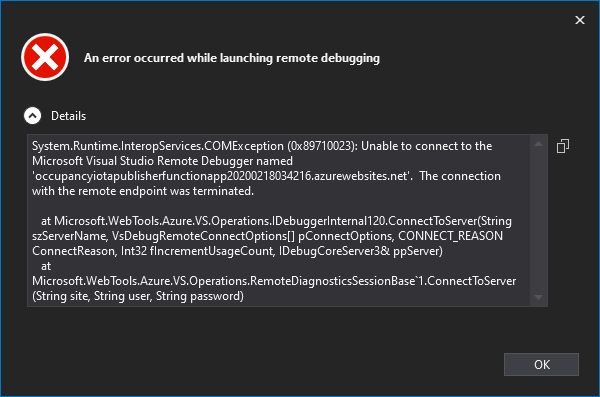 An error occurred while launching remote debugging
Details
System.Runtime.InteropServices.COMException (0x89710023): Unable to connect to the
Microsoft Visual Studio Remote Debugger named
'occupancyiotapublisherfunctionapp20200218034216.azurewebsites.net'.  The connection
with the remote endpoint was terminated.
at Microsoft.WebTools.Azure.VS.Operations.IDebuggerInternal120.ConnectToServer(String
szServerName, VsDebugRemoteConnectOptions[] pConnectOptions, CONNECT_REASON
ConnectReason, Int32 fIncrementUsageCount, IDebugCoreServer3& ppServer)
at
Microsoft.WebTools.Azure.VS.Operations.RemoteDiagnosticsSessionBase`1.ConnectToServer
(String site, String user, String password)
OK